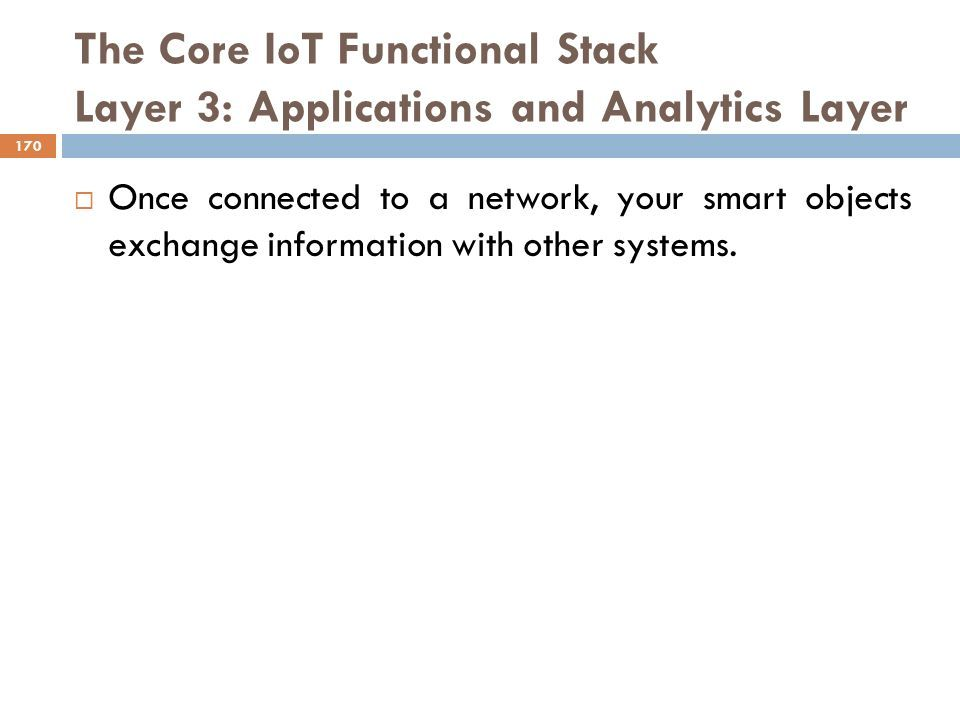 The Core IoT Functional Stack
Layer 3: Applications and Analytics Layer
170
Once connected to a network, your smart objects
exchange information with other systems.